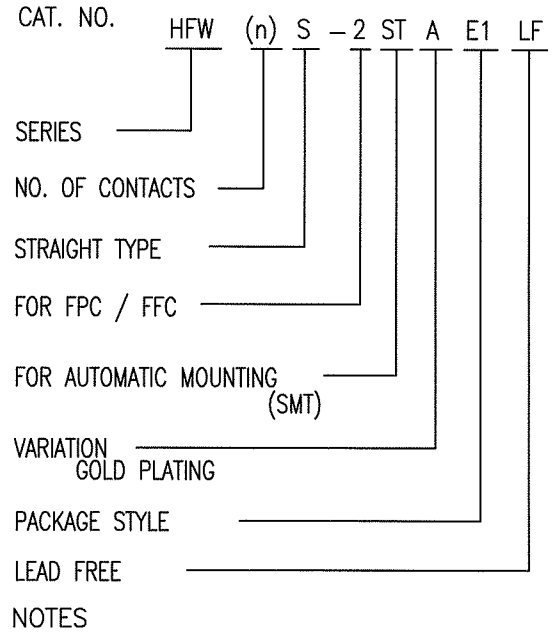 CAT. NO.
HFW (n) S - 2 ST A E1 LF
SERIES
NO. OF CONTACTS
STRAIGHT TYPE
FOR FPC / FFC
FOR AUTOMATIC MOUNTING
(SMT)
VARIATION
GOLD PLATING
PACKAGE STYLE
LEAD FREE
NOTES